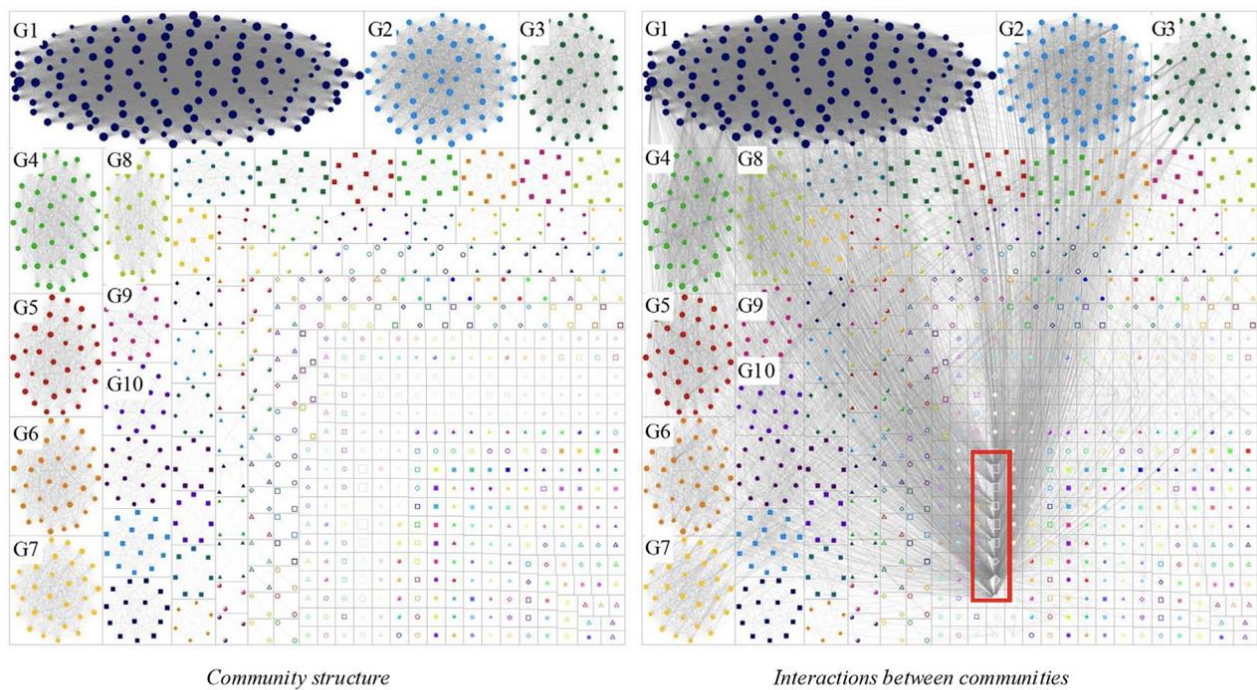 G1 G2 G3
G4 G8
G5 G9
G10
G6
G7
G1 G2 G3
G4 G8
G5 G9
G10
G6
G7
Community structure
Interactions between communities